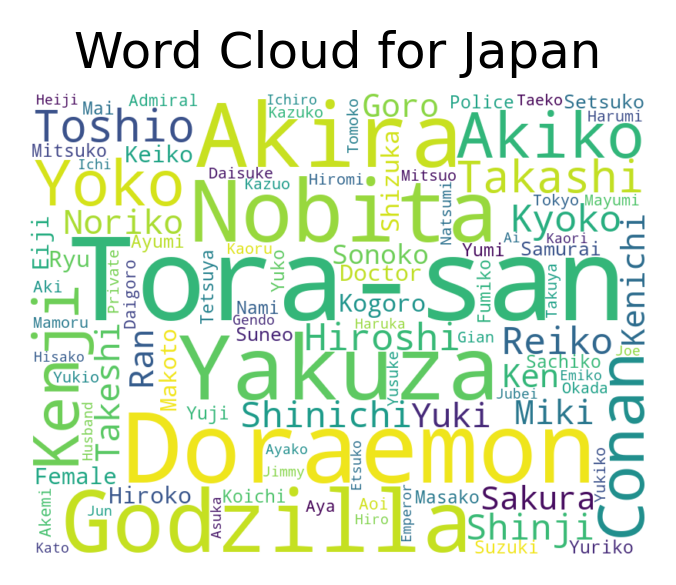 Word Cloud for Japan
Heiji
Mai
Admiral
Ichiro
Kazuko
Tomoko
Goro
Police
Taeko
Setsuko
Harumi
Toshio
Akira
Akiko
Mitsuko
Ichi
Keiko
Shizuka
Yoko
Daisuke
Kazuo
Hiromi
Mitsuo
Takashi
Nobita
Natsumi
Tokyo
Mayumi
Noriko
Kyoko
Eiji
Ayumi
Kaoru
Yuko
Sonoko
Yumi
Ai
Kaori
Samurai
Kenichi
Ryu
Private
Daigoro
Tora-san
Tetsuya
Doctor
Fumiko
Takuya
Aki
Nami
Kogoro
Mamoru
Gendo
Suneo
Haruka
Hiroshi
Gian
Reiko
Joe
Hisako
Kenji
Takeshi
Ran
Makoto
Yakuza
Yusuke
Sachiko
Emiko
Ken
Okada
Jubei
Yukio
Husband
Yuji
Shinichi
Yuki
Miki
Conan
Doraemon
Ayako
Etsuko
Jimmy
Female
Yukiko
Hiroko
Koichi
Aya
Aoi
Masako
Sakura
Akemi
Jun
Asuka
Hiro
Emperor
Godzilla
Shinji
Kato
Suzuki
Yuriko